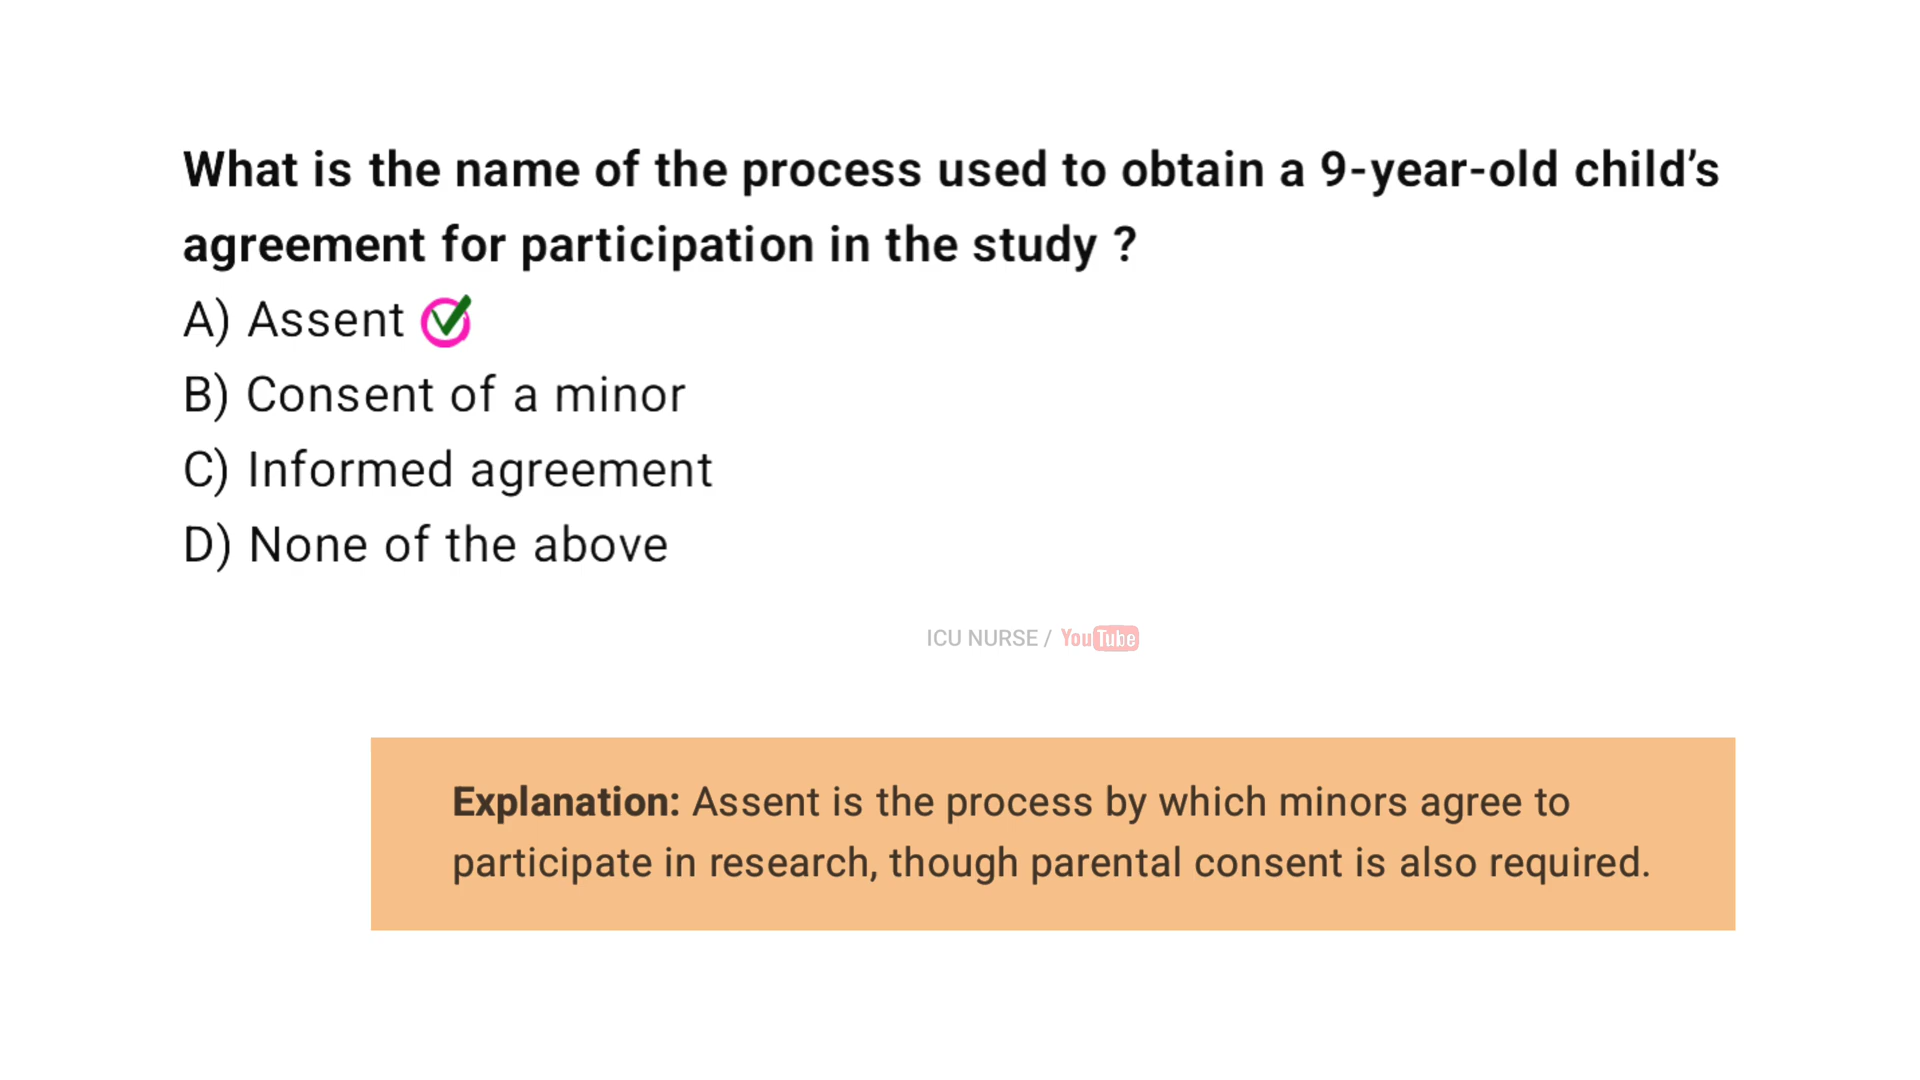 What is the name of the process used to obtain a 9-year-old child’s
agreement for participation in the study ?
A) Assent
B) Consent of a minor
C) Informed agreement
D) None of the above
ICU NURSE / YouTube
Explanation: Assent is the process by which minors agree to
participate in research, though parental consent is also required.